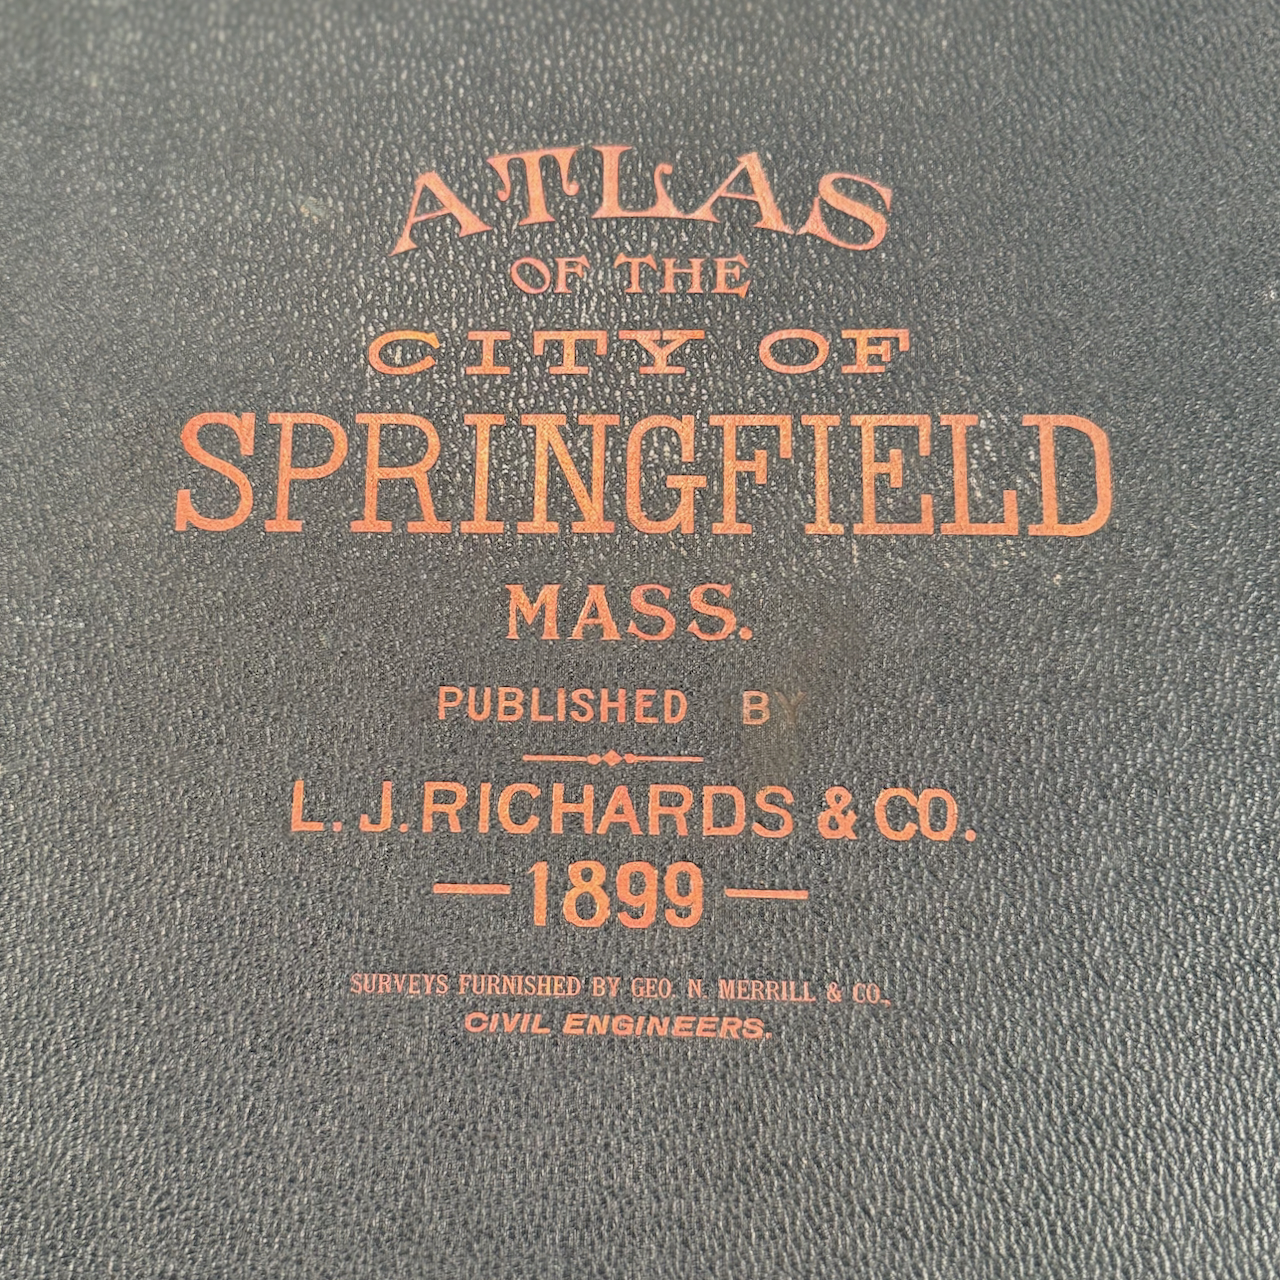 ATLAS
OF THE
CITY OF
SPRINGFIELD
MASS.
PUBLISHED BY
L. J. RICHARDS & CO.
— 1899 —
SURVEYS FURNISHED BY GEO. N. MERRILL & CO.,
CIVIL ENGINEERS.